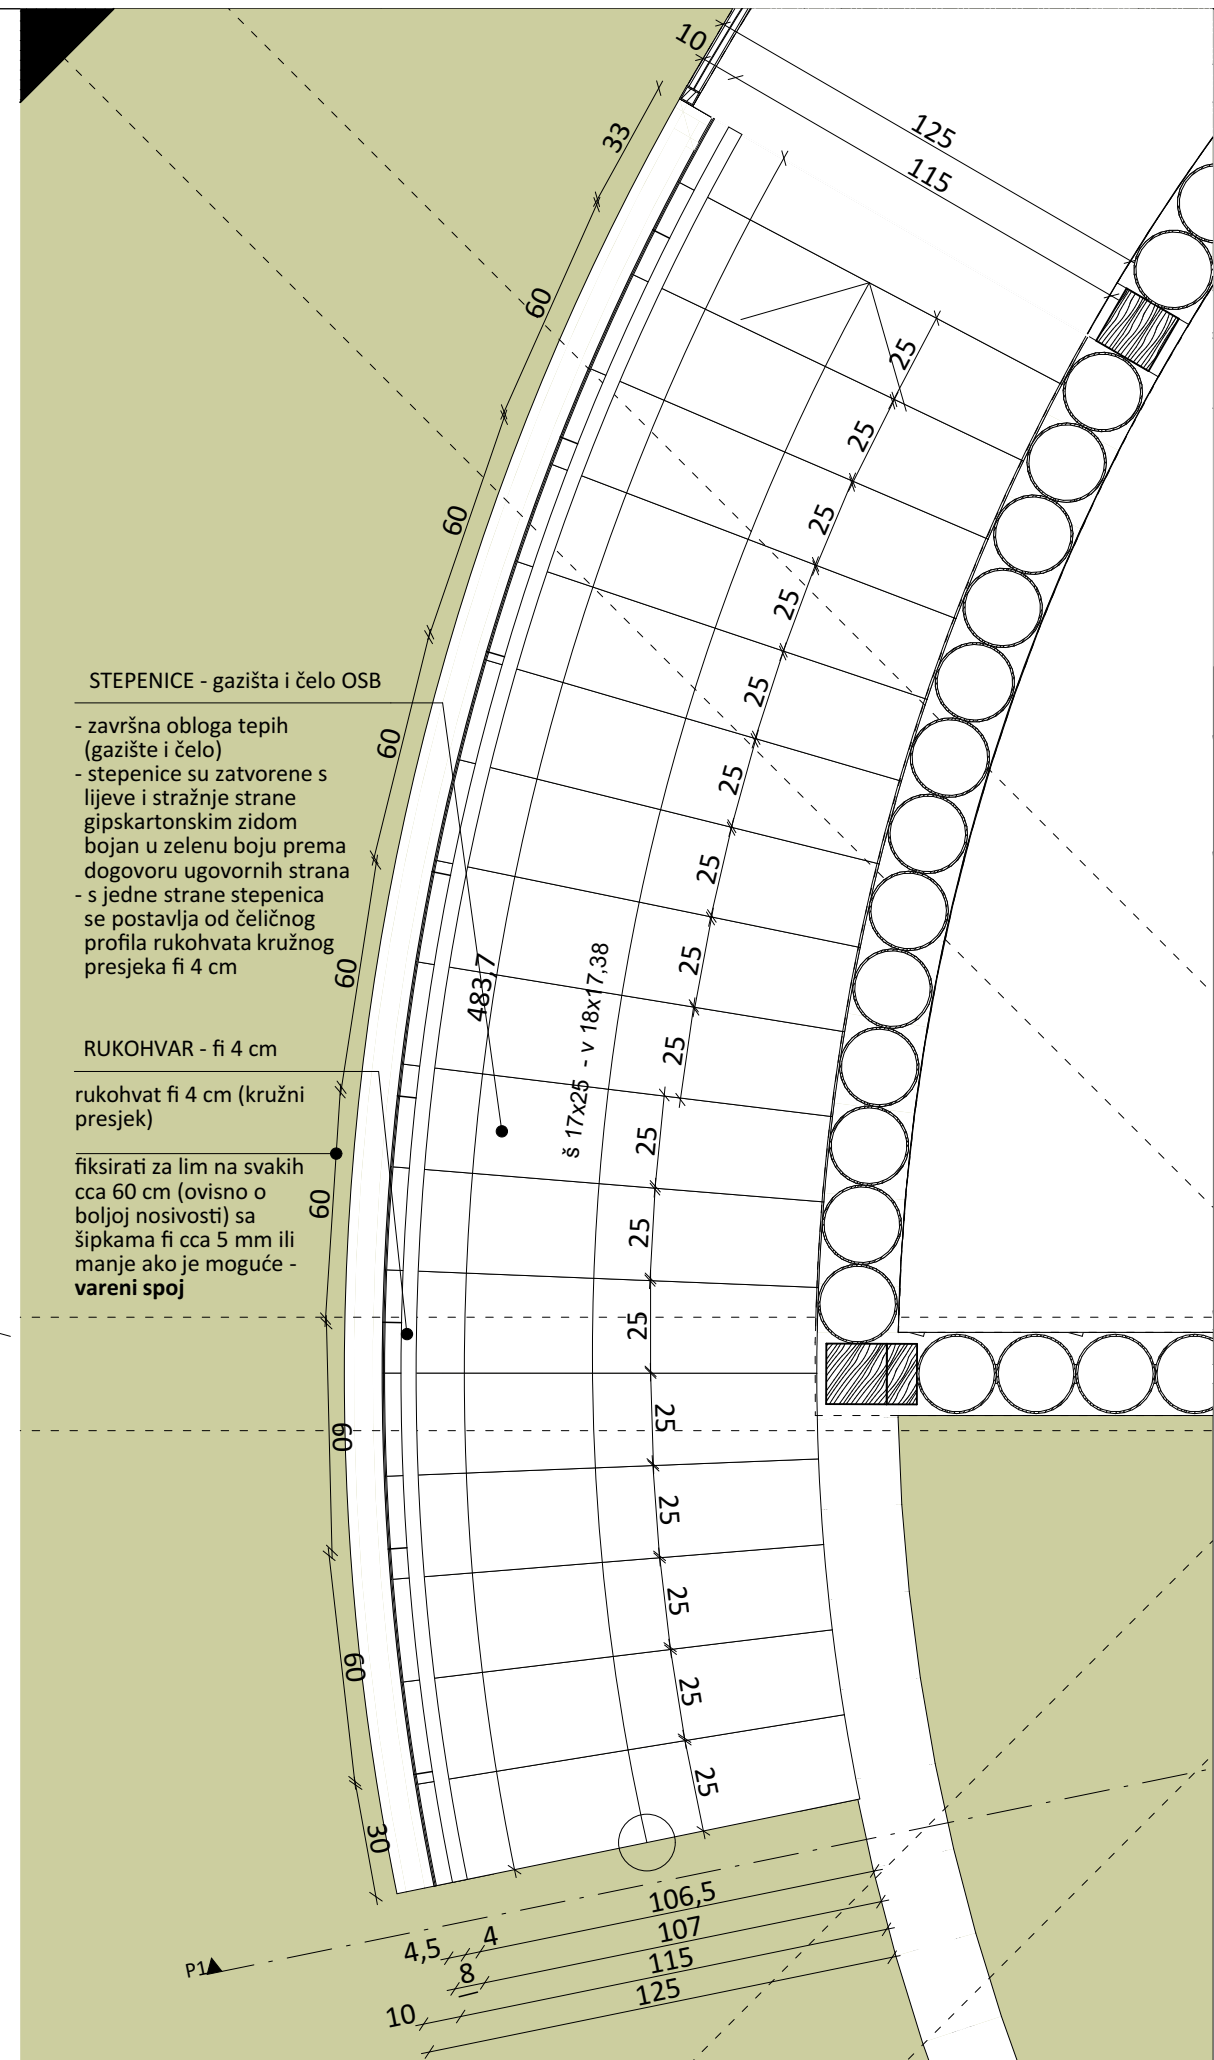 10
125
115
33
60
25
25
60
25
25
STEPENICE - gazišta i čelo OSB
25
- završna obloga tepih
(gazište i čelo)
60
- stepenice su zatvorene s
lijeve i stražnje strane
gipskartonskim zidom
bojan u zelenu boju prema
dogovoru ugovornih strana
- s jedne strane stepenica
se postavlja od čeličnog
profila rukohvata kružnog
presjeka fi 4 cm
25
25
25
60
483,7
š 17x25 - v 18x17,38
25
RUKOHVAR - fi 4 cm
rukohvat fi 4 cm (kružni
presjek)
fiksirati za lim na svakih
cca 60 cm (ovisno o
boljoj nosivosti) sa
šipkama fi cca 5 mm ili
manje ako je moguće -
vareni spoj
25
60
25
25
60
25
25
60
25
25
30
25
106,5
4,5
4
107
8
115
125
10
P1